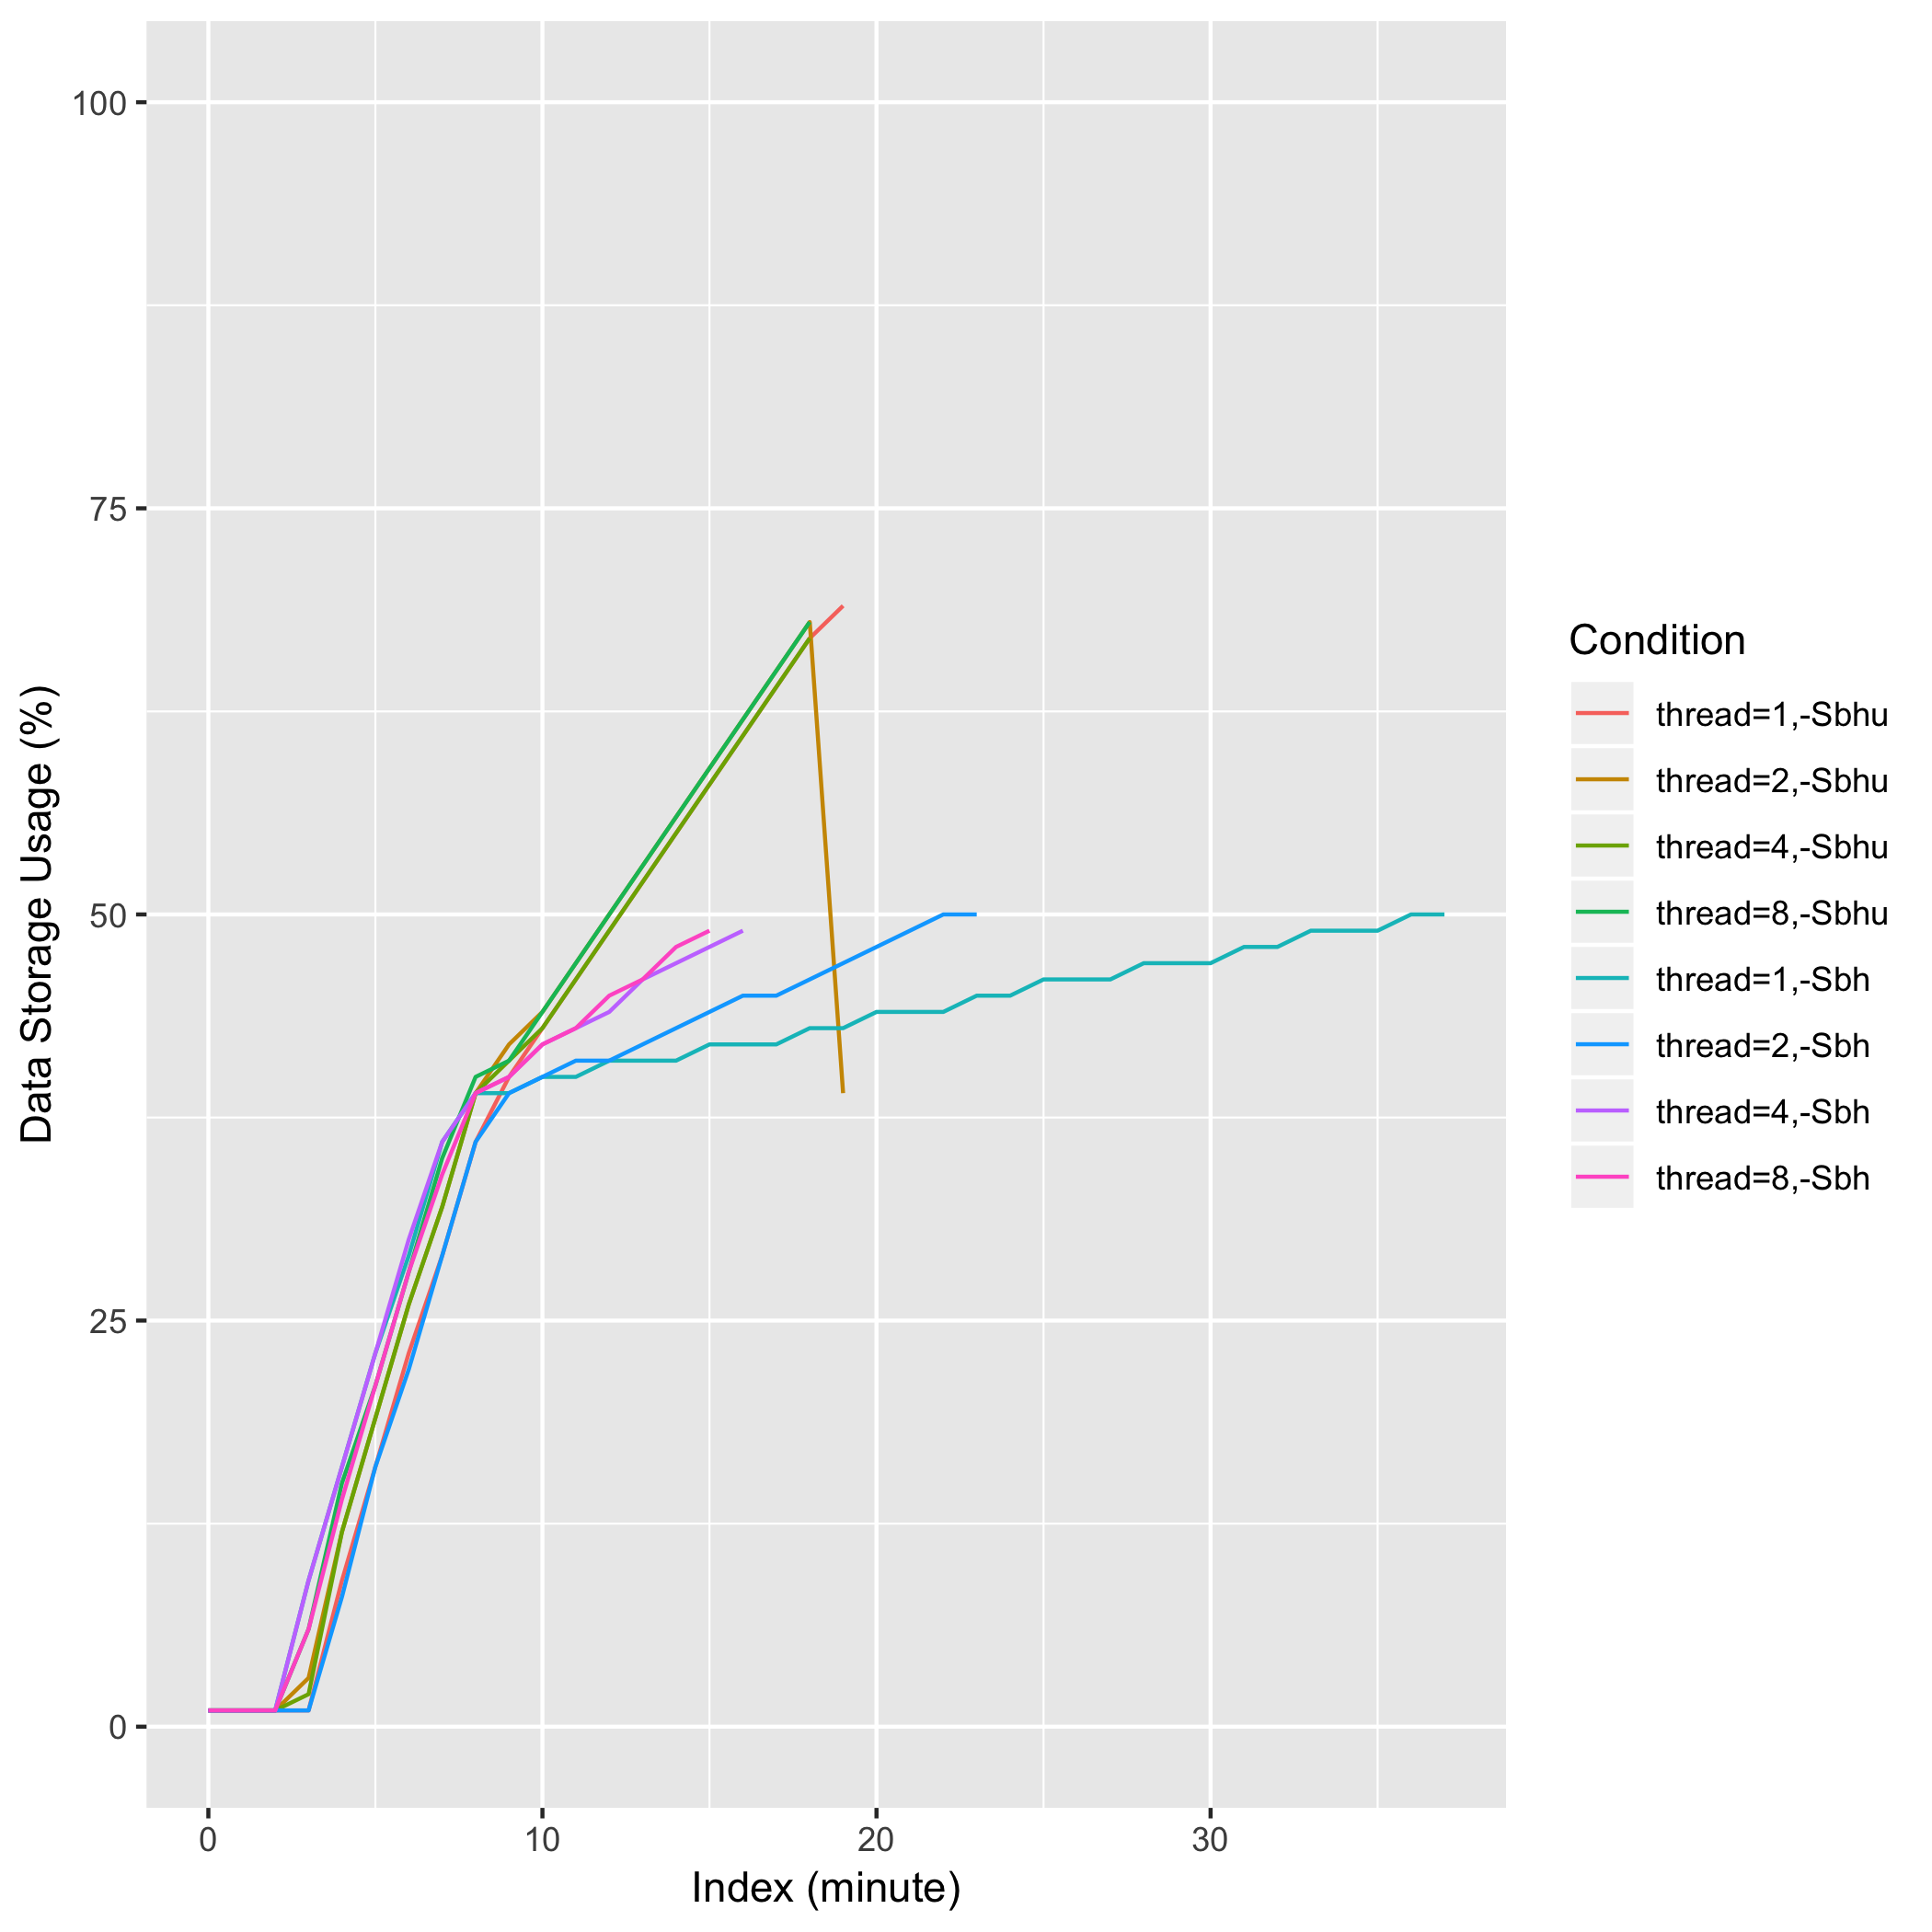 100
75
50
25
0
Data Storage Usage (%)
0 10 20 30
Index (minute)
Condition
thread=1,-Sbhu
thread=2,-Sbhu
thread=4,-Sbhu
thread=8,-Sbhu
thread=1,-Sbh
thread=2,-Sbh
thread=4,-Sbh
thread=8,-Sbh